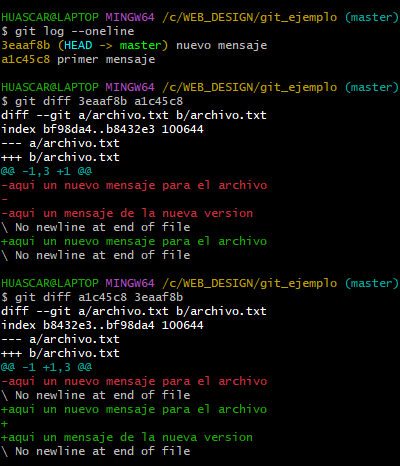 HUASCAR@LAPTOP MINGW64 /c/WEB_DESIGN/git_ejemplo (master)
$ git log --oneline
3eaaf8b (HEAD -> master) nuevo mensaje
a1c45c8 primer mensaje

HUASCAR@LAPTOP MINGW64 /c/WEB_DESIGN/git_ejemplo (master)
$ git diff 3eaaf8b a1c45c8
diff --git a/archivo.txt b/archivo.txt
index bf98da4..b8432e3 100644
--- a/archivo.txt
+++ b/archivo.txt
@@ -1,3 +1 @@
-aqui un nuevo mensaje para el archivo
-
-aqui un mensaje de la nueva version
\ No newline at end of file
+aqui un nuevo mensaje para el archivo
\ No newline at end of file

HUASCAR@LAPTOP MINGW64 /c/WEB_DESIGN/git_ejemplo (master)
$ git diff a1c45c8 3eaaf8b
diff --git a/archivo.txt b/archivo.txt
index b8432e3..bf98da4 100644
--- a/archivo.txt
+++ b/archivo.txt
@@ -1 +1,3 @@
-aqui un nuevo mensaje para el archivo
\ No newline at end of file
+aqui un nuevo mensaje para el archivo
+
+aqui un mensaje de la nueva version
\ No newline at end of file